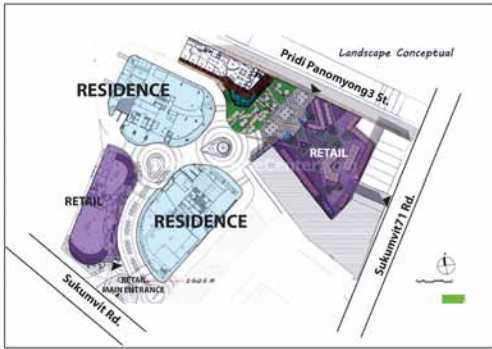 Landscape Conceptual
Pridi Panomyong3 St.
RESIDENCE
RETAIL
RETAIL
RESIDENCE
Sukumvit71 Rd.
RETAIL
MAIN ENTRANCE
Sukumvit Rd.